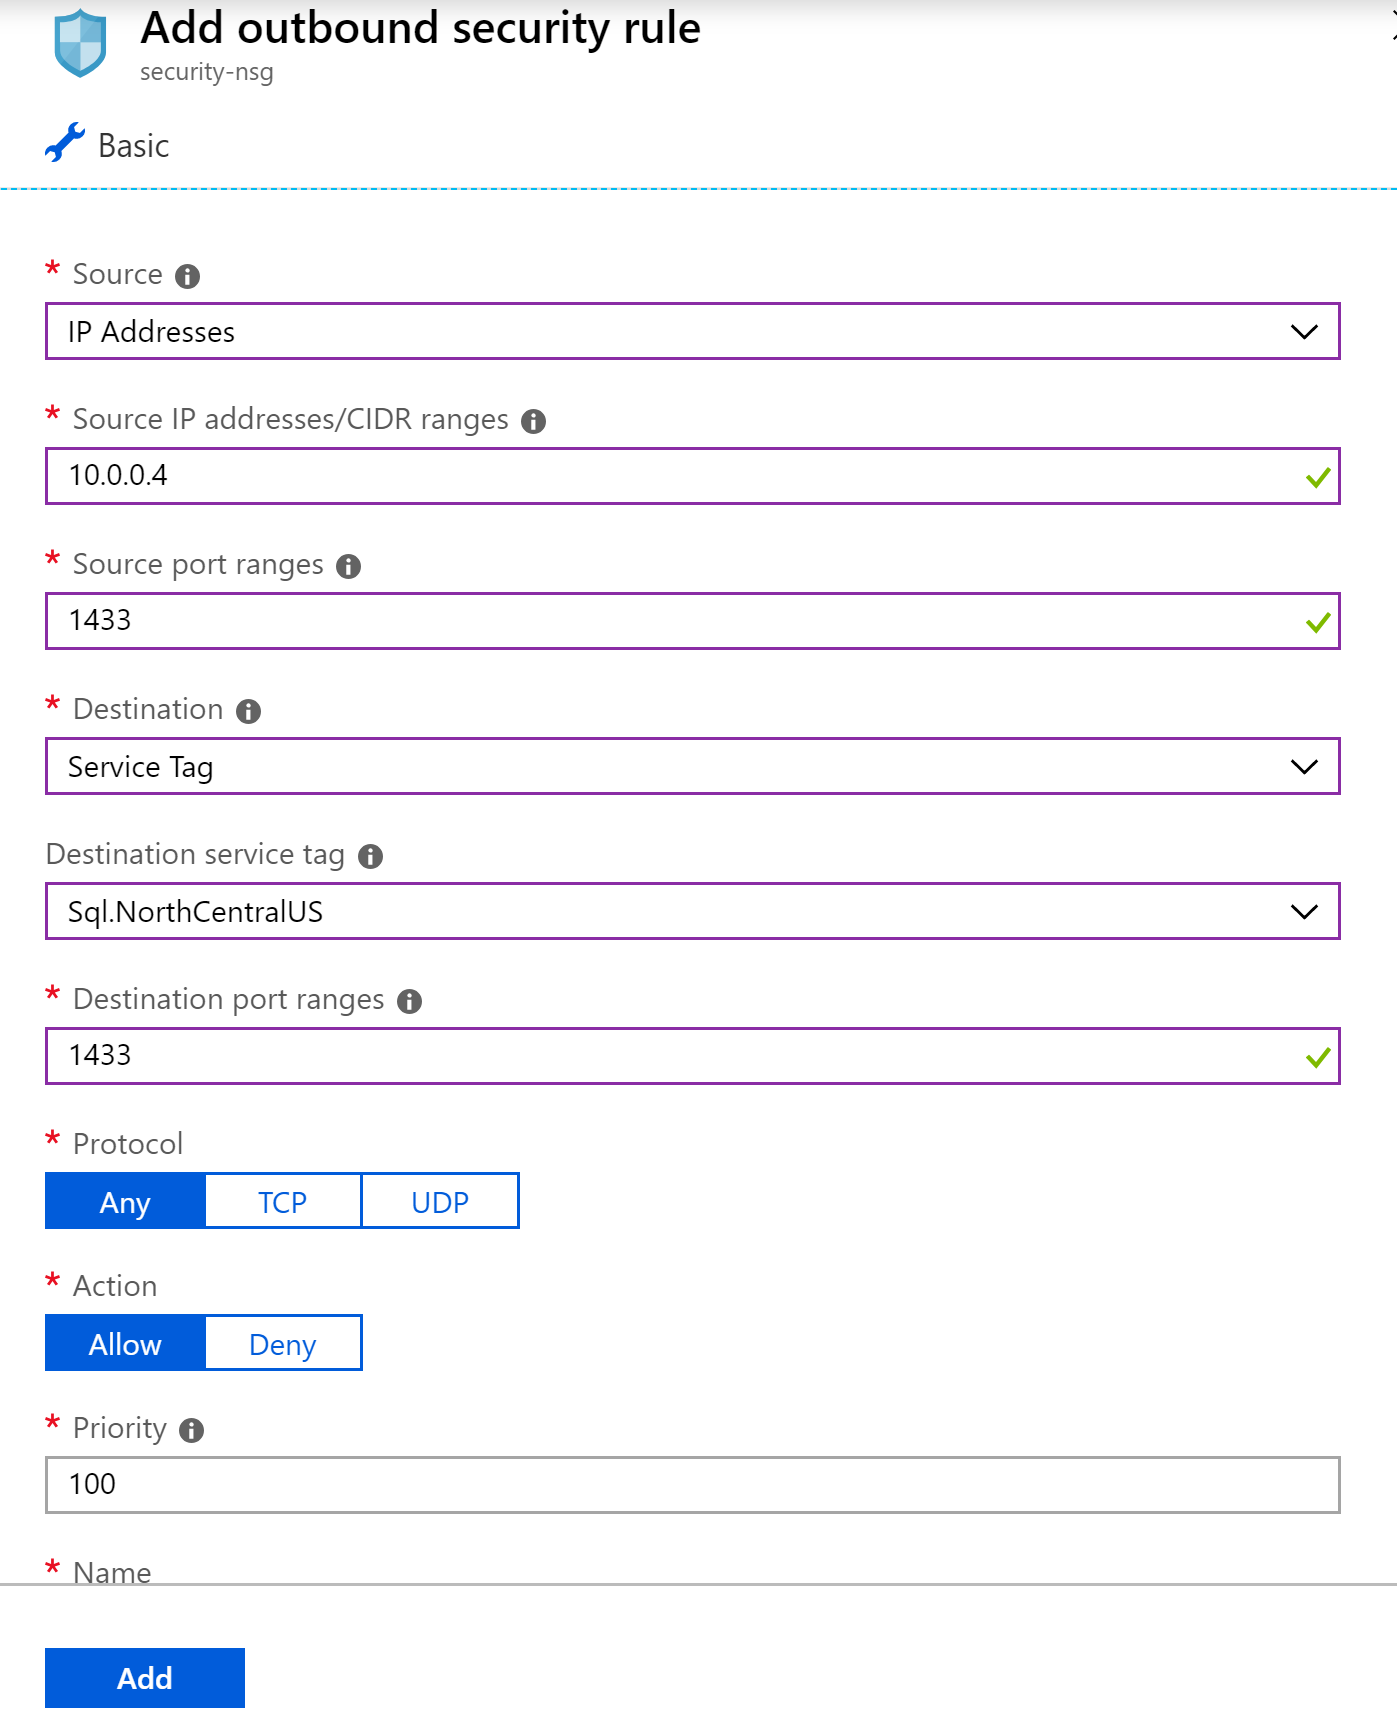 Add outbound security rule
security-nsg
Basic
* Source
IP Addresses
* Source IP addresses/CIDR ranges
10.0.0.4
* Source port ranges
1433
* Destination
Service Tag
Destination service tag
Sql.NorthCentralUS
* Destination port ranges
1433
* Protocol
Any TCP UDP
* Action
Allow Deny
* Priority
100
* Name
Add